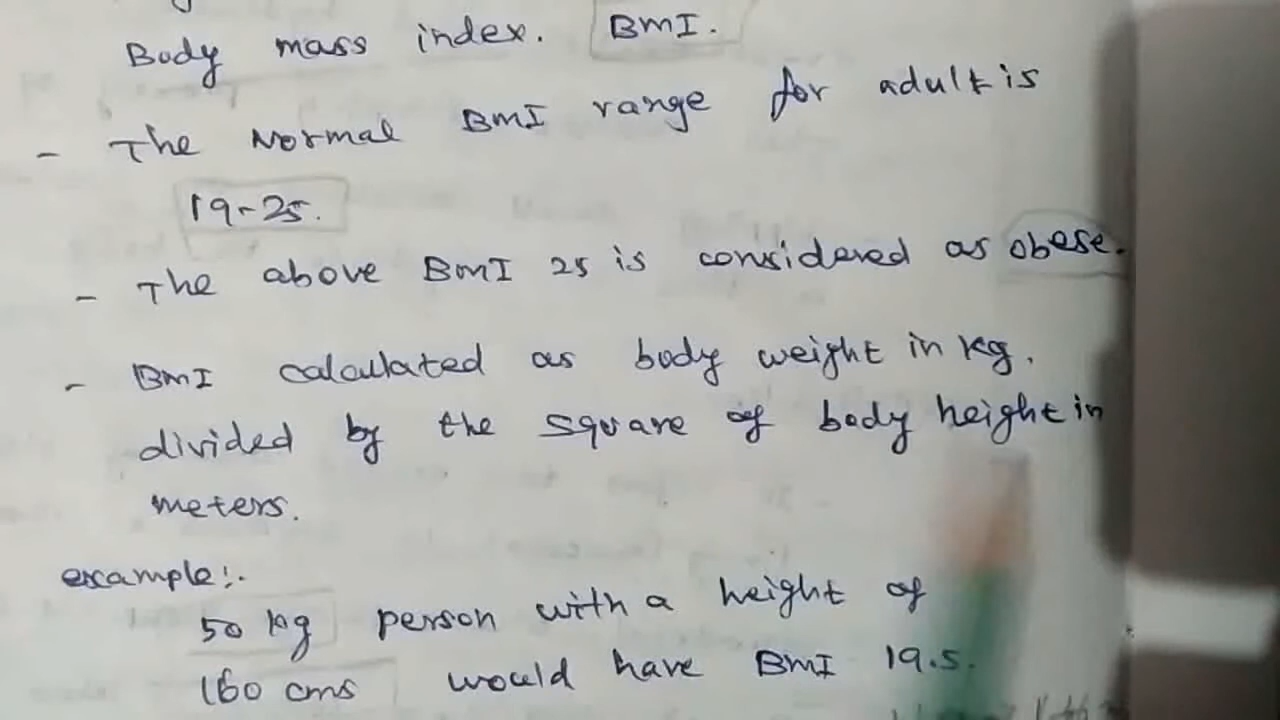 Body mass index. BMI.
- The Normal BMI range for adult is
19-25.
- The above BMI 25 is considered as obese.
- BMI calculated as body weight in kg.
divided by the square of body height in
meters.
example:.
50 kg person with a height of
160 cms would have BMI 19.5.